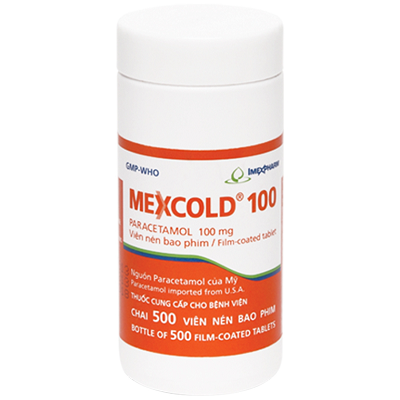 GMP-WHO
IMEXPHARM
MEXCOLD® 100
PARACETAMOL 100 mg
Viên nén bao phim / Film-coated tablet
Nguồn Paracetamol của Mỹ
Paracetamol imported from U.S.A.
THUỐC CUNG CẤP CHO BỆNH VIỆN
CHAI 500 VIÊN NÉN BAO PHIM
BOTTLE OF 500 FILM-COATED TABLETS